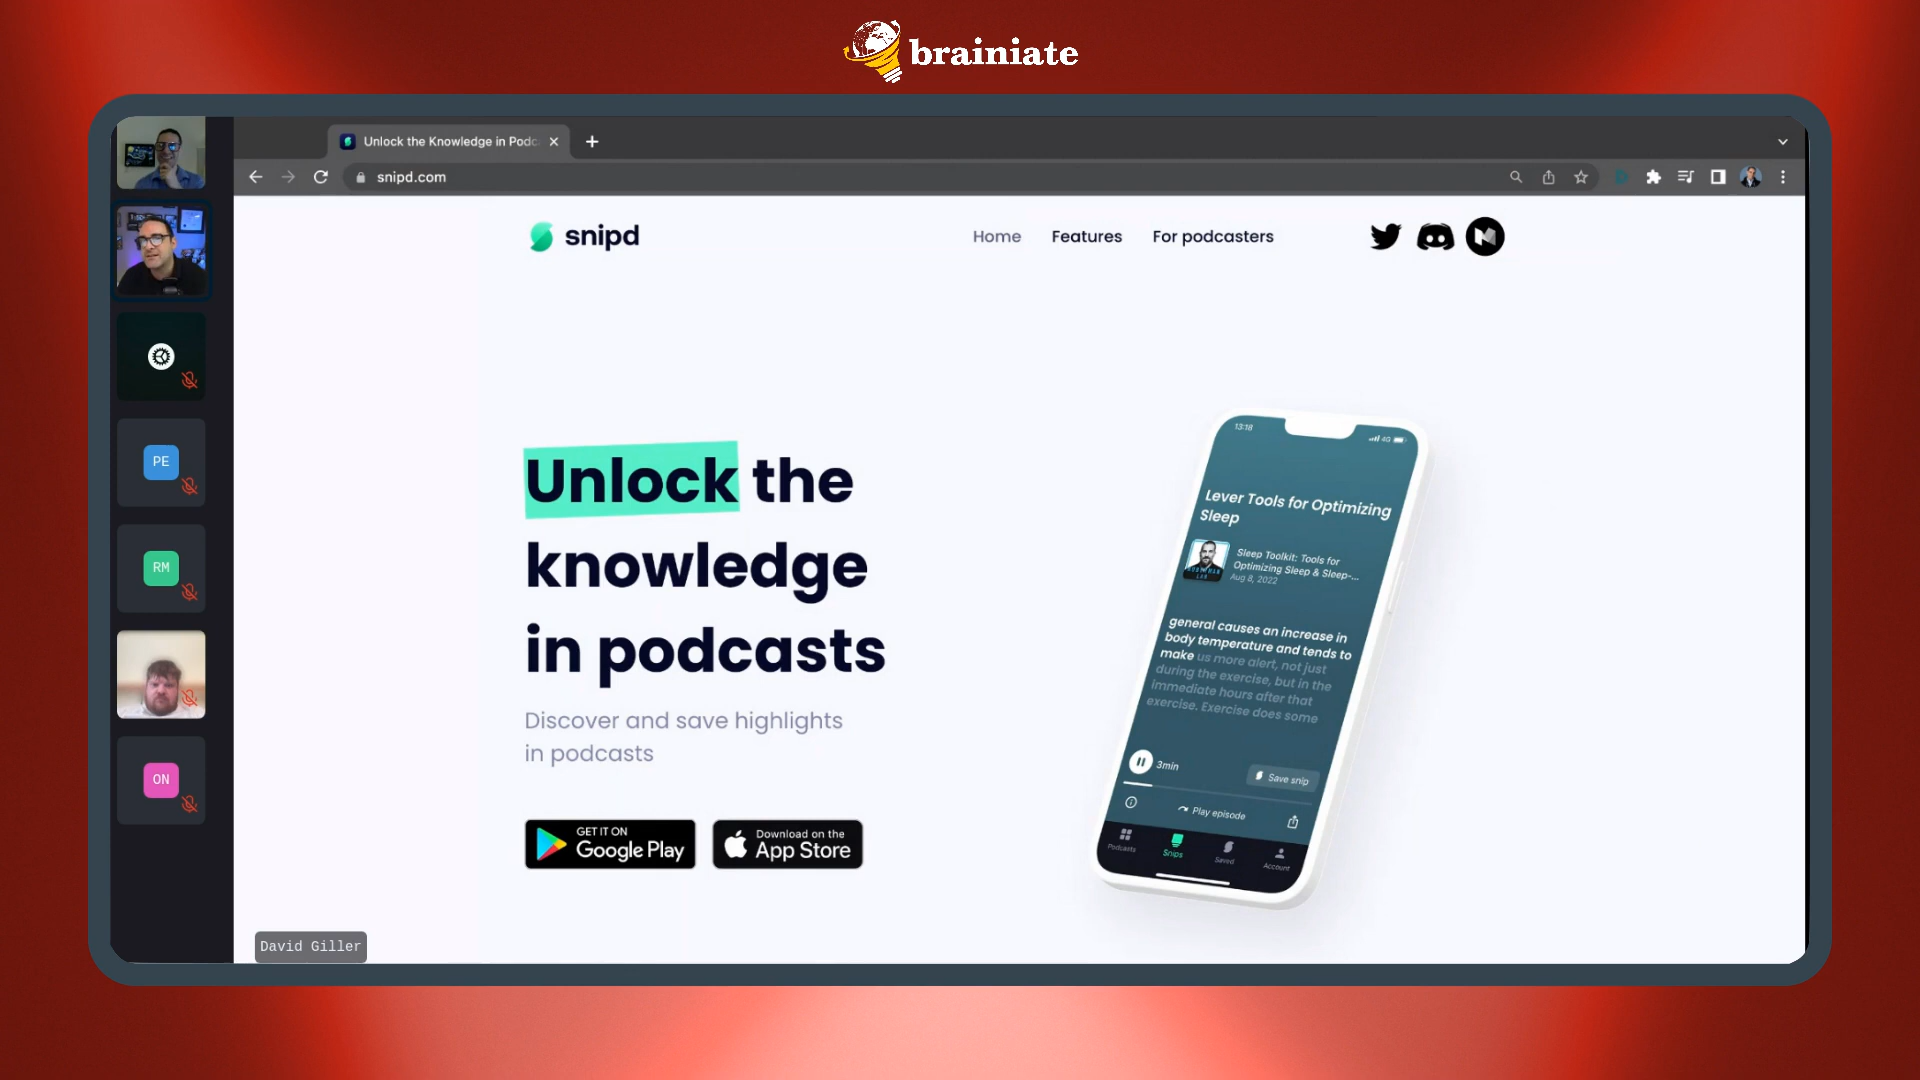 brainiate
Unlock the Knowledge in Podc
snipd.com
snipd
Home
Features
For podcasters
PE
RM
ON
Unlock the
knowledge
in podcasts
Discover and save highlights
in podcasts
GET IT ON
Google Play
Download on the
App Store
13:18
4G
Lever Tools for Optimizing
Sleep
Sleep Toolkit: Tools for
Optimizing Sleep & Sleep-...
Aug 8, 2022
general causes an increase in
body temperature and tends to
make us more alert, not just
during the exercise, but in the
immediate hours after that
exercise. Exercise does some
3min
Save snip
Play episode
Podcasts
Snips
Saved
Account
David Giller